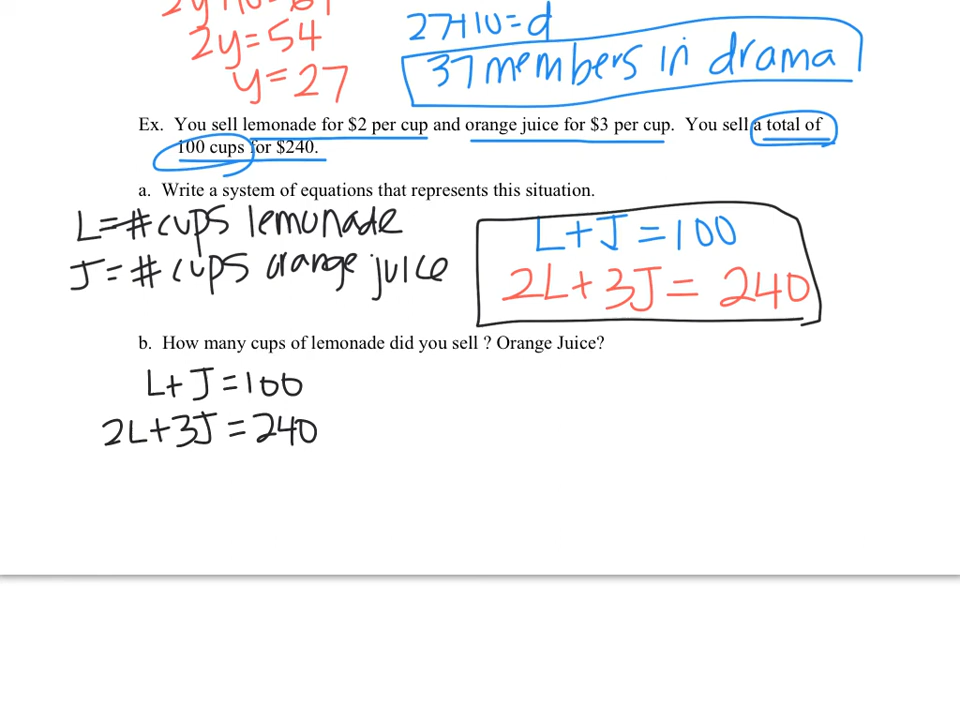 2y=54
27+10=d
y=27
37 members in drama
Ex. You sell lemonade for $2 per cup and orange juice for $3 per cup. You sell a total of
100 cups for $240.
a. Write a system of equations that represents this situation.
L=# cups lemonade
J=# cups orange juice
L+J=100
2L+3J=240
b. How many cups of lemonade did you sell ? Orange Juice?
L+J=100
2L+3J=240